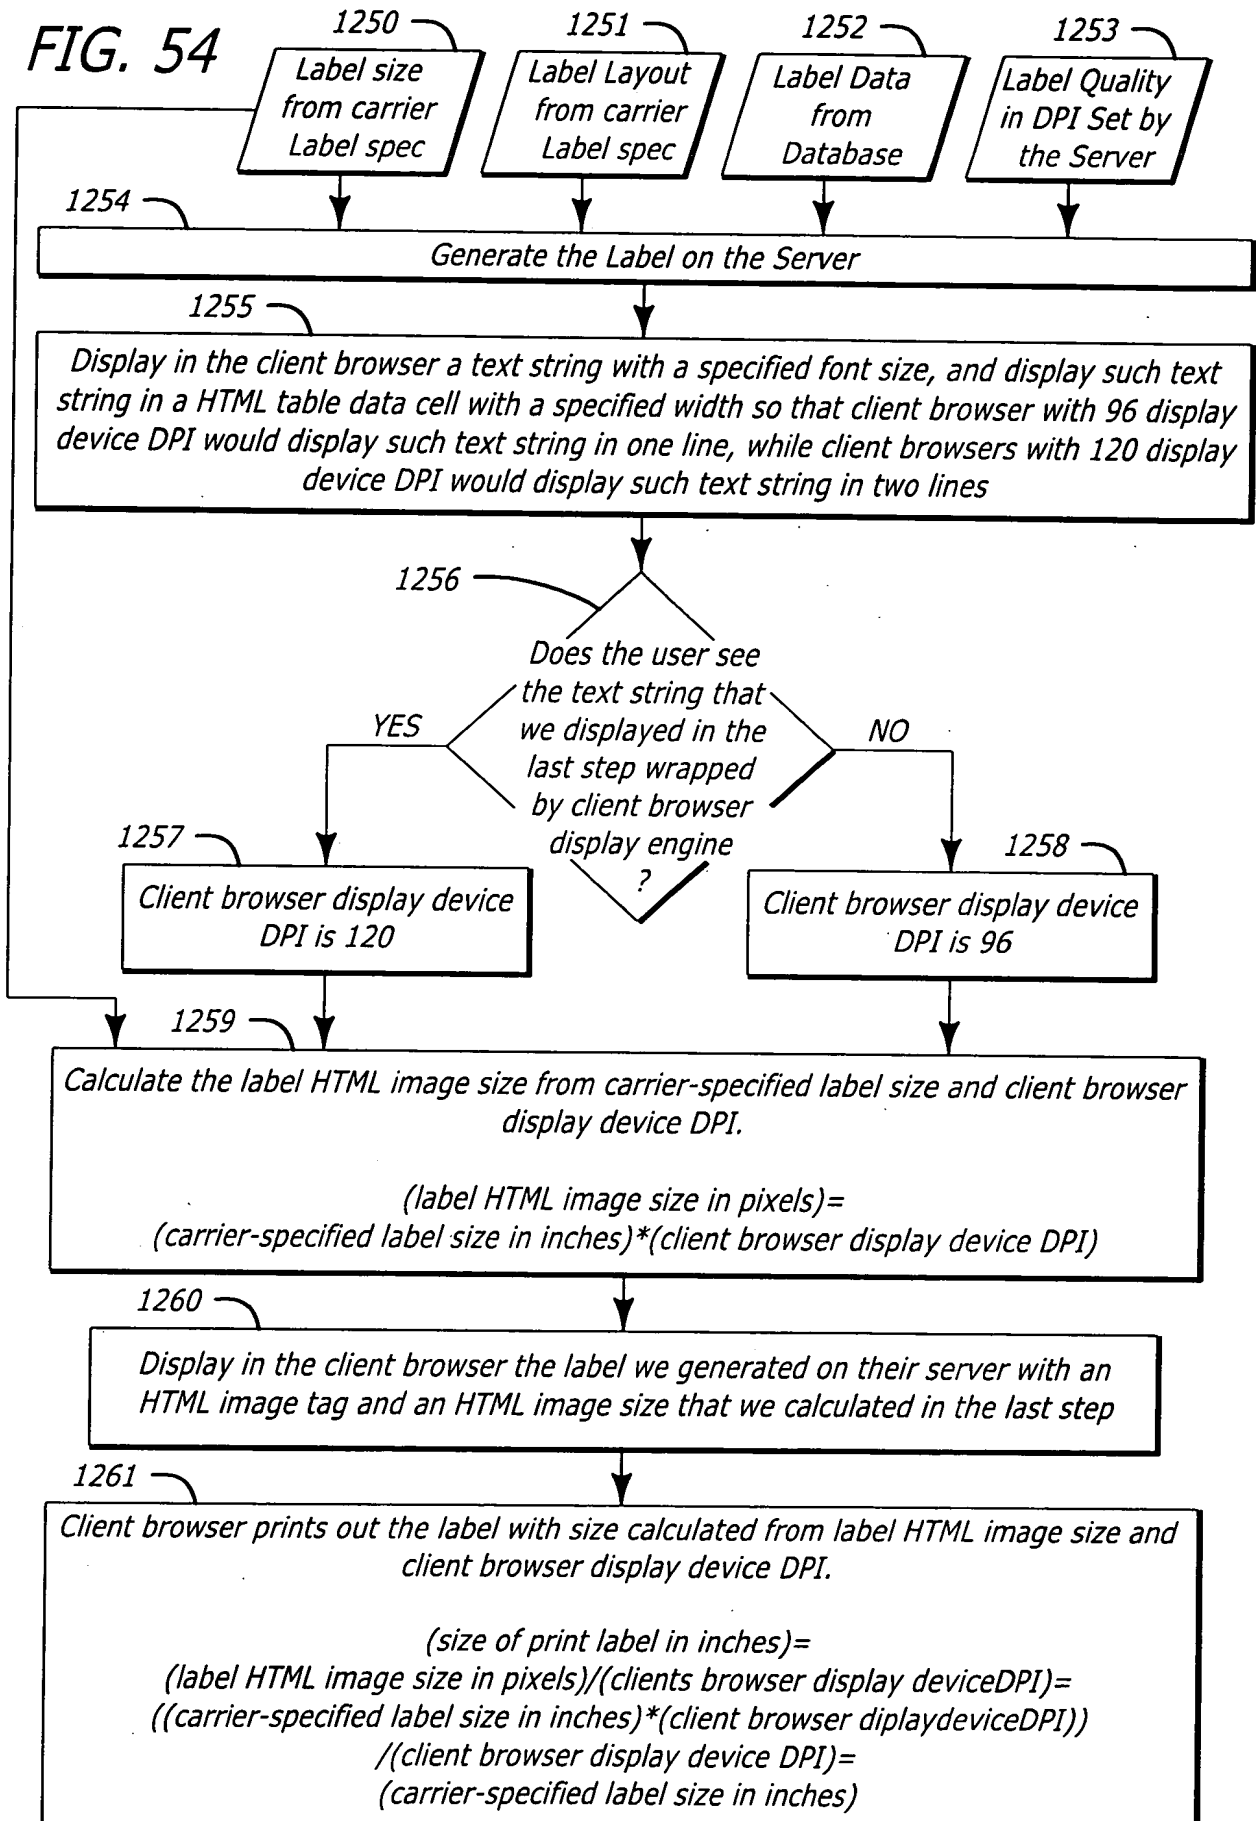 FIG. 54
1250
1251
1252
1253
Label size
from carrier
Label spec
Label Layout
from carrier
Label spec
Label Data
from
Database
Label Quality
in DPI Set by
the Server
1254
Generate the Label on the Server
1255
Display in the client browser a text string with a specified font size, and display such text
string in a HTML table data cell with a specified width so that client browser with 96 display
device DPI would display such text string in one line, while client browsers with 120 display
device DPI would display such text string in two lines
1256
Does the user see
the text string that
we displayed in the
last step wrapped
by client browser
display engine
?
YES
NO
1257
Client browser display device
DPI is 120
1258
Client browser display device
DPI is 96
1259
Calculate the label HTML image size from carrier-specified label size and client browser
display device DPI.
(label HTML image size in pixels)=
(carrier-specified label size in inches)*(client browser display device DPI)
1260
Display in the client browser the label we generated on their server with an
HTML image tag and an HTML image size that we calculated in the last step
1261
Client browser prints out the label with size calculated from label HTML image size and
client browser display device DPI.
(size of print label in inches)=
(label HTML image size in pixels)/(clients browser display deviceDPI)=
((carrier-specified label size in inches)*(client browser diplaydeviceDPI))
/(client browser display device DPI)=
(carrier-specified label size in inches)